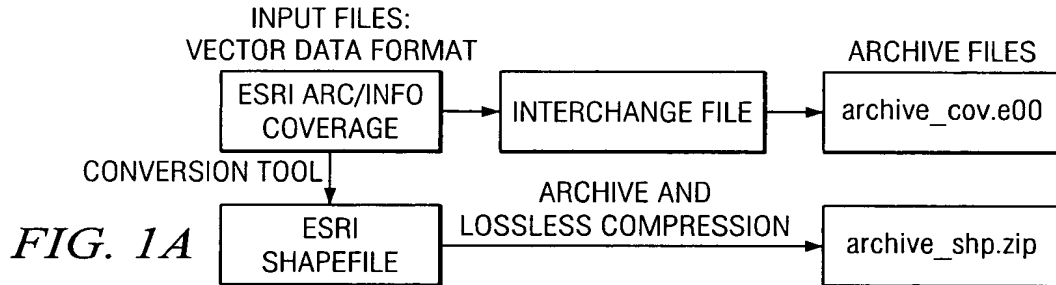 INPUT FILES:
VECTOR DATA FORMAT
ARCHIVE FILES
ESRI ARC/INFO
COVERAGE
INTERCHANGE FILE
archive_cov.e00
CONVERSION TOOL
ARCHIVE AND
LOSSLESS COMPRESSION
ESRI
SHAPEFILE
archive_shp.zip
FIG. 1A